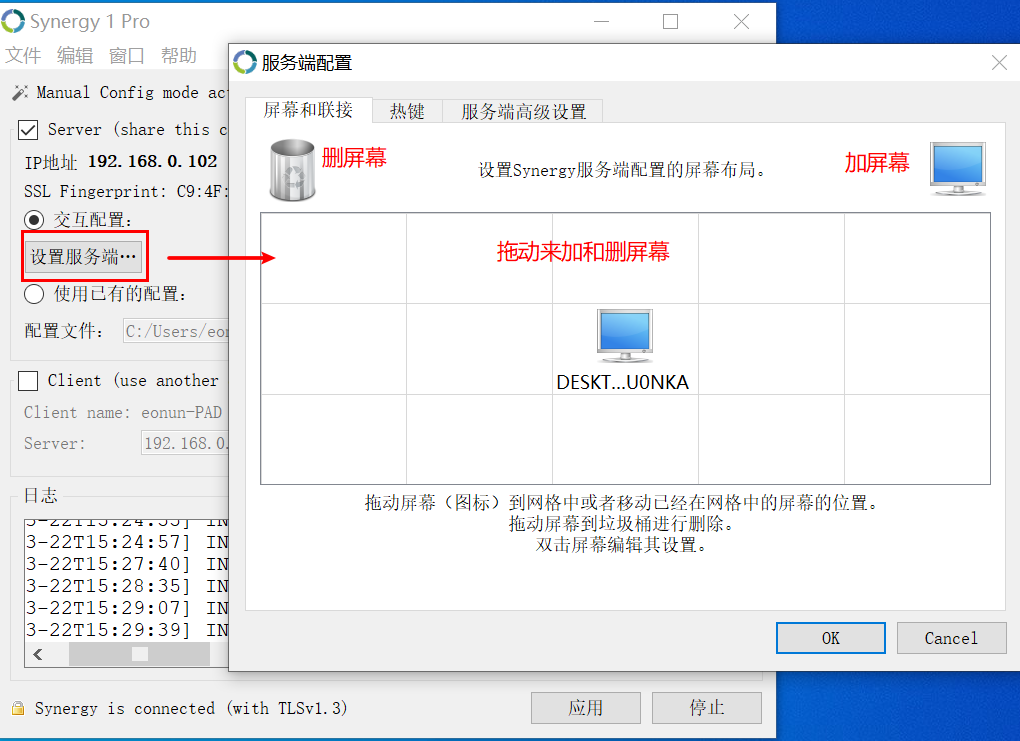 Synergy 1 Pro
文件 编辑 窗口 帮助
Manual Config mode
Server (share this
IP地址 192.168.0.102
SSL Fingerprint: C9:4F:
交互配置:
设置服务端...
使用已有的配置:
配置文件: C:/Users/
Client (use another
Client name: eonun-PAD
Server: 192.168.0.
日志
3-22T15:24:57] IN
3-22T15:27:40] IN
3-22T15:28:35] IN
3-22T15:29:07] IN
3-22T15:29:39] IN
Synergy is connected (with TLSv1.3)
应用 停止
服务端配置
屏幕和联接 热键 服务端高级设置
删屏幕
设置Synergy服务端配置的屏幕布局。
加屏幕
拖动来加和删屏幕
DESKT...U0NKA
拖动屏幕（图标）到网格中或者移动已经在网格中的屏幕的位置。
拖动屏幕到垃圾桶进行删除。
双击屏幕编辑其设置。
OK Cancel